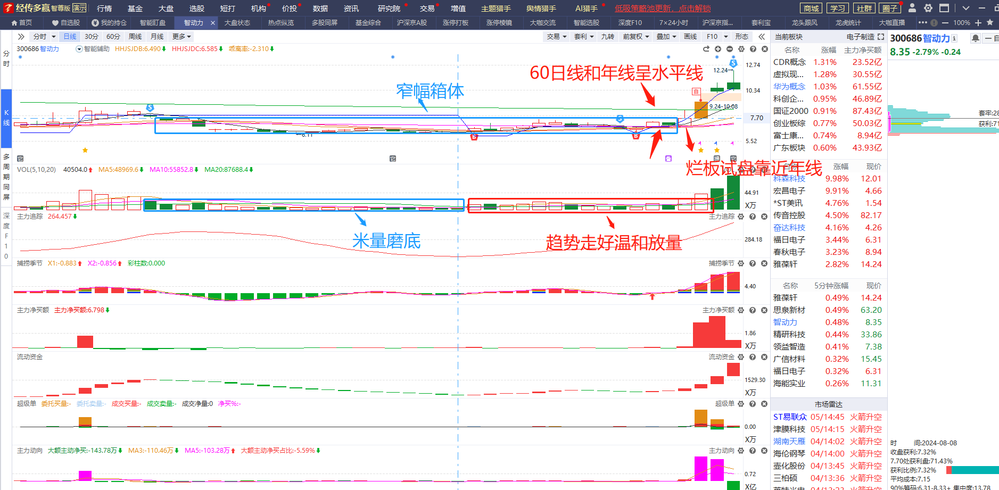 经传多赢 智尊版 演示 行情 基金 大盘 选股 短打 机构 价投 数据 资讯 研究院 交易 增值 主题猎手 舆情猎手 AI猎手 低吸策略池更新，点击解锁 商城 学习 社群 圈子
首页 自选股 我的持仓 智能盯盘 智动力 × 大盘状态 热点纵览 多股同屏 基金综合 沪深京A股 涨停打板 涨停棱镜 大咖交流 智能选股 深度F10 7×24小时 沪深京指... 套利宝 龙头跟风 龙虎统计 大咖直播 ••• 100%
分时 日线 30分 60分 周线 月线 更多 交易 套利 九转 前复权 叠加 画线 F10 形态
分时
K线
多周期同屏
深度F10
300686 智动力 智能辅助 HHJSJDB:6.490 HHJSJDC:6.585 乖离率:-2.310
12.74
12.24
10.34
9.24-10.08
7.70
5.52
6.11
60日线和年线呈水平线
窄幅箱体
烂板试盘靠近年线
VOL(5,10,20) 40504.0 MA5:48969.6 MA10:55852.8 MA20:87688.4
44.91
X万
米量磨底
趋势走好温和放量
主力追踪 264.457 主力追踪
284.18
捕捞季节 X1:-0.883 X2:-0.856 彩柱数:0.000 捕捞季节
4.40
主力净买额 主力净买额:6.798 主力净买额
1.86
X万
流动资金 流动资金
1529.30
X万
超级单 委托买量:- 委托卖量:- 成交买量:- 成交卖量:- 成交净量:0 净买%:- 超级单
0.00
X万
主力动向 大额主动净买:-143.78万 MA3:-110.46万 MA5:-103.28万 大额主动净买占比:-5.59% 主力动向
0.72
X亿
当前板块 电子制造
名称 涨幅 主力净买额
CDR概念 1.31% 23.52亿
虚拟现... 1.28% 30.55亿
华为概念 1.03% 61.55亿
科创企... 0.95% 46.89亿
国证2000 0.91% 87.43亿
创业板综 0.77% 50.03亿
富士康... 0.74% 8.94亿
广东板块 0.60% 43.93亿
名称 涨幅 现价
科森科技 9.98% 12.01
宏昌电子 9.91% 4.66
*ST美讯 4.76% 1.54
传音控股 4.50% 82.17
奋达科技 4.16% 4.26
福日电子 3.44% 6.31
春秋电子 3.23% 8.94
雅葆轩 2.82% 14.24
名称 5分钟涨幅 现价
雅葆轩 0.49% 14.24
思泉新材 0.49% 63.20
智动力 0.48% 8.35
精研科技 0.44% 33.86
领益智造 0.41% 7.38
广信材料 0.32% 15.45
福日电子 0.32% 6.31
海能实业 0.26% 11.31
市场雷达
ST易联众 05/14:45 火箭升空
津膜科技 05/14:15 火箭升空
湖南天雁 04/14:02 火箭升空
海伦钢琴 04/14:00 火箭升空
壶化股份 04/13:45 火箭升空
三柏硕 04/13:36 火箭升空
300686 智动力
8.35 -2.79% -0.24
套牢:28
获利:71
时 间:2024-08-08
收盘获利:7.32%
7.70处获利盘:71.43%
获利比例:7.32%
平均成本:7.15
90%筹码:6.31-8.33 集中度:13.78